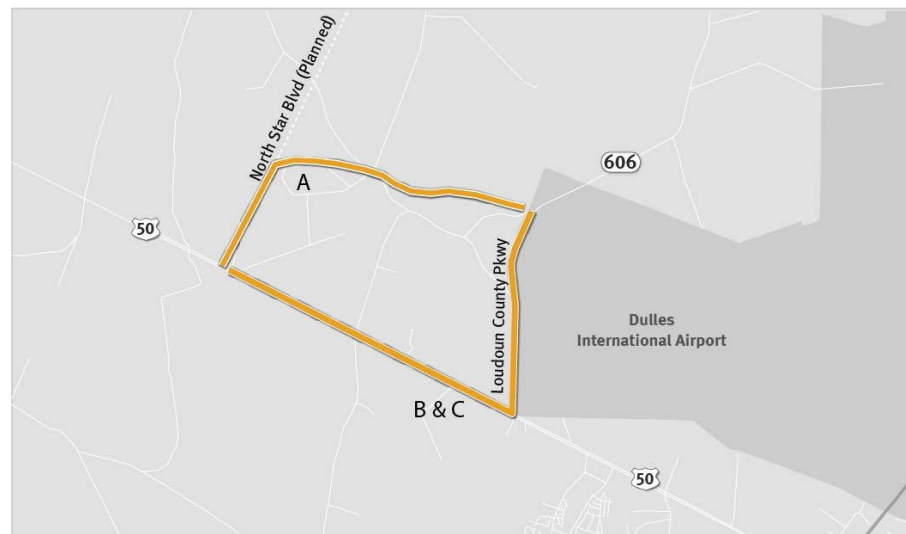 North Star Blvd (Planned)
606
A
50
Loudoun County Pkwy
Dulles
International Airport
B & C
50